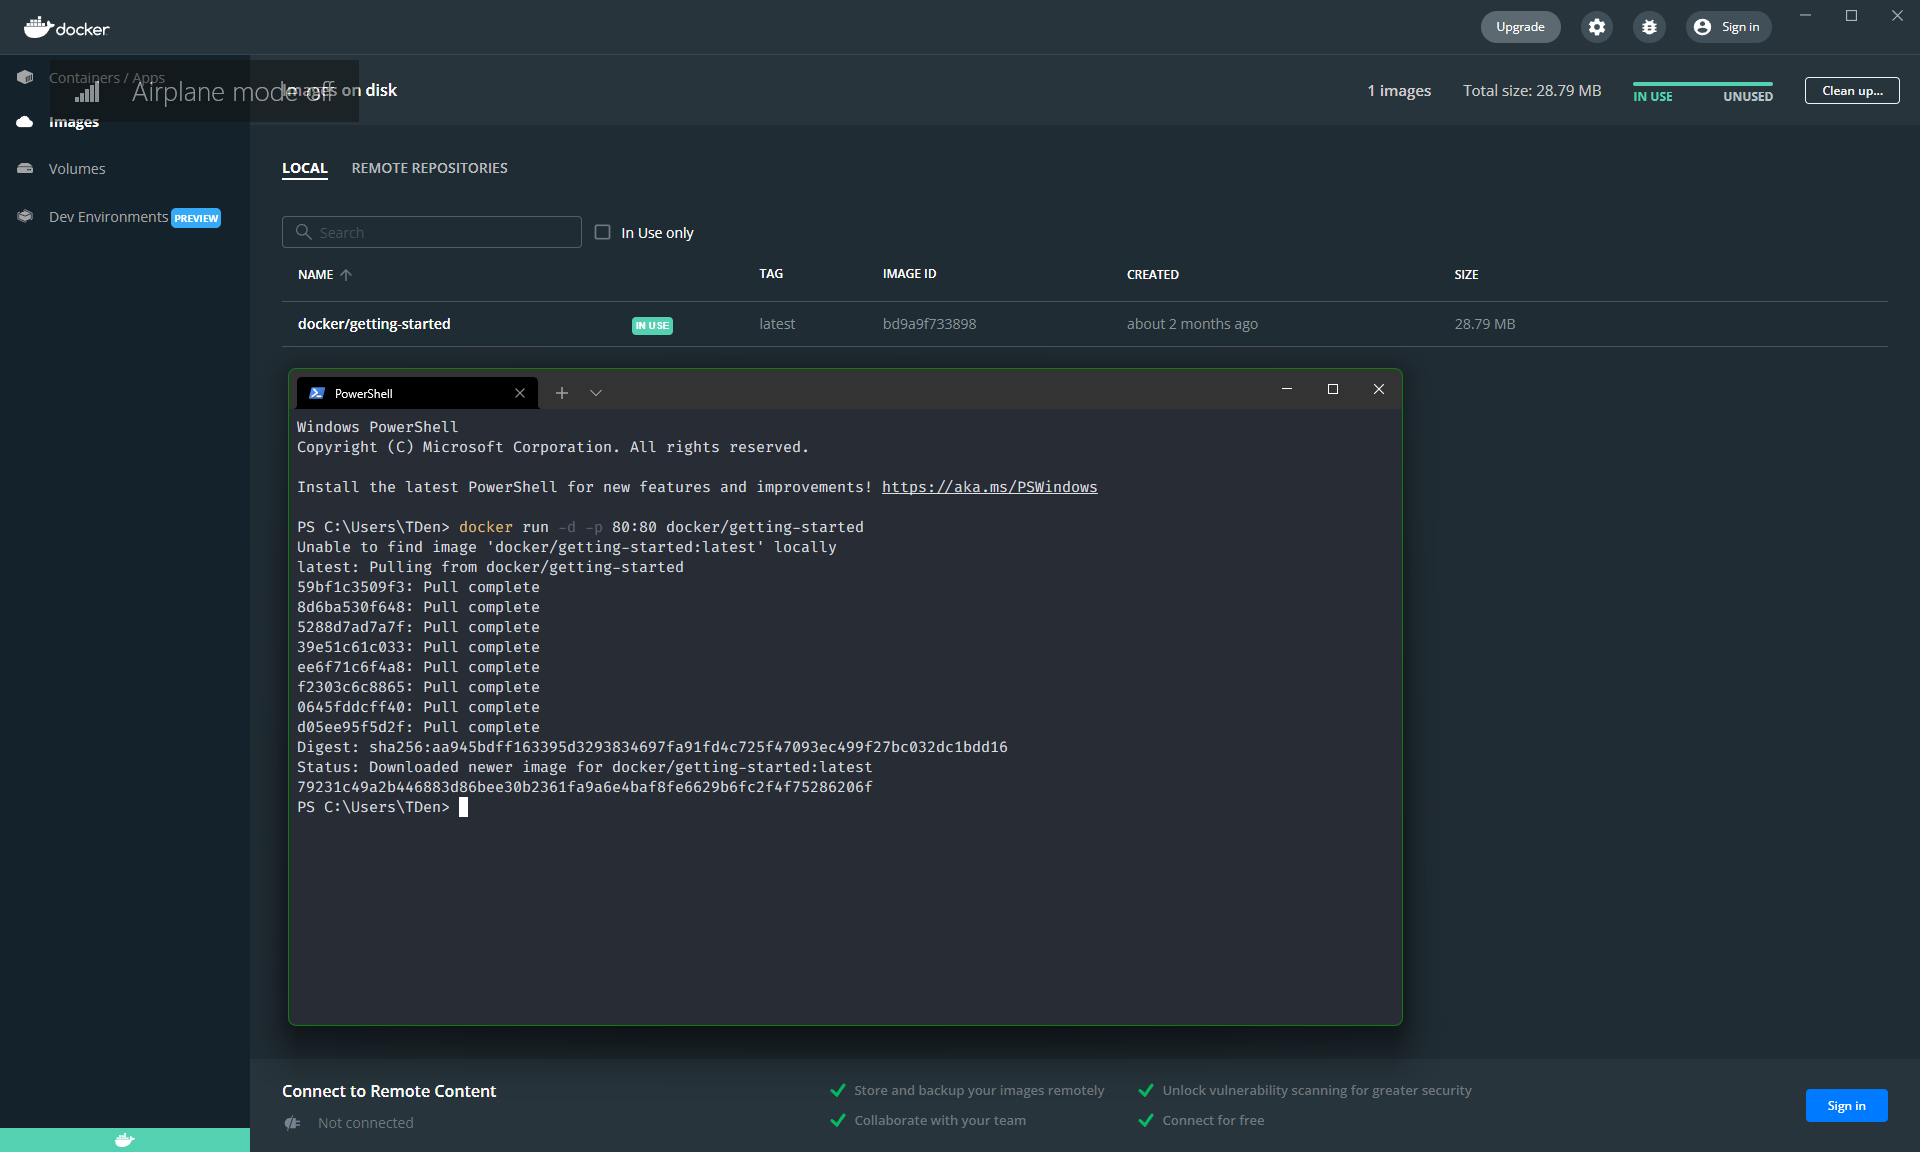 docker
Upgrade
Sign in
Containers / Apps
Airplane mode off
Images on disk
1 images
Total size: 28.79 MB
IN USE
UNUSED
Clean up...
Images
Volumes
Dev Environments PREVIEW
LOCAL
REMOTE REPOSITORIES
Search
In Use only
NAME
TAG
IMAGE ID
CREATED
SIZE
docker/getting-started
IN USE
latest
bd9a9f733898
about 2 months ago
28.79 MB
PowerShell
Windows PowerShell
Copyright (C) Microsoft Corporation. All rights reserved.
Install the latest PowerShell for new features and improvements! https://aka.ms/PSWindows
PS C:\Users\TDen> docker run -d -p 80:80 docker/getting-started
Unable to find image 'docker/getting-started:latest' locally
latest: Pulling from docker/getting-started
59bf1c3509f3: Pull complete
8d6ba530f648: Pull complete
5288d7ad7a7f: Pull complete
39e51c61c033: Pull complete
ee6f71c6f4a8: Pull complete
f2303c6c8865: Pull complete
0645fddcff40: Pull complete
d05ee95f5d2f: Pull complete
Digest: sha256:aa945bdff163395d3293834697fa91fd4c725f47093ec499f27bc032dc1bdd16
Status: Downloaded newer image for docker/getting-started:latest
79231c49a2b446883d86bee30b2361fa9a6e4baf8fe6629b6fc2f4f75286206f
PS C:\Users\TDen>
Connect to Remote Content
Not connected
Store and backup your images remotely
Unlock vulnerability scanning for greater security
Collaborate with your team
Connect for free
Sign in